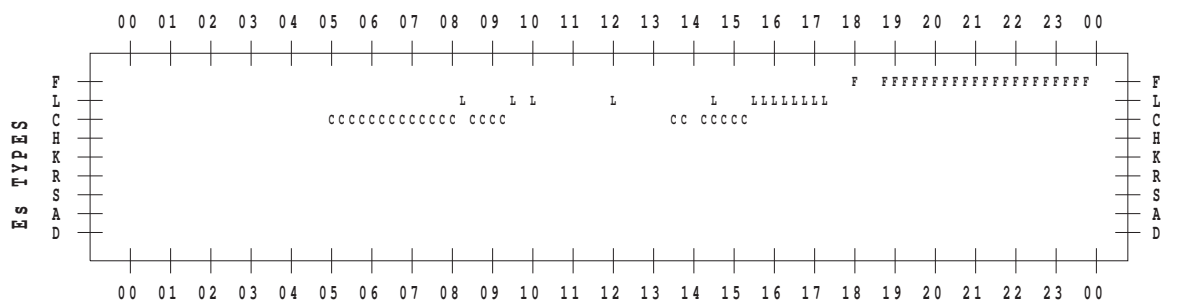 00 01 02 03 04 05 06 07 08 09 10 11 12 13 14 15 16 17 18 19 20 21 22 23 00
F F FFFFFFFFFFFFFFFFFFFFF F
L L L L L L LLLLLLLL L
C CCCCCCCCCCCCC CCCC CC CCCCC C
H H
K K
R R
S S
A A
D D
Es TYPES
00 01 02 03 04 05 06 07 08 09 10 11 12 13 14 15 16 17 18 19 20 21 22 23 00